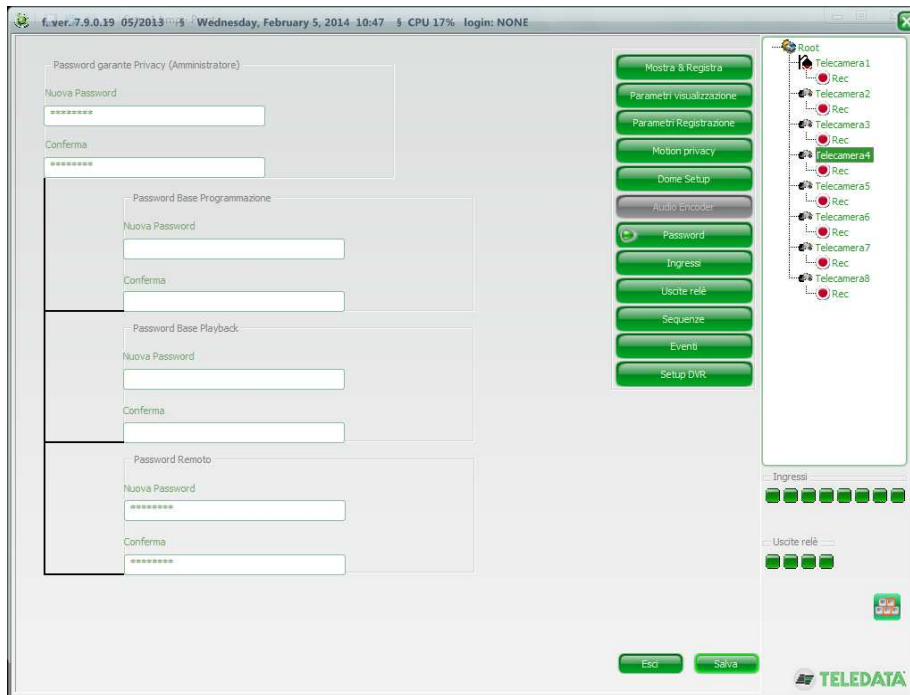 f. ver. 7.9.0.19 05/2013 § Wednesday, February 5, 2014 10:47 § CPU 17% login: NONE
Password garante Privacy (Amministratore)
Nuova Password
********
Conferma
********
Password Base Programmazione
Nuova Password
Conferma
Password Base Playback
Nuova Password
Conferma
Password Remoto
Nuova Password
********
Conferma
********
Mostra & Registra
Parametri visualizzazione
Parametri Registrazione
Motion privacy
Dome Setup
Audio Encoder
Password
Ingressi
Uscite relè
Sequenze
Eventi
Setup DVR
Root
Telecamera1
Rec
Telecamera2
Rec
Telecamera3
Rec
Telecamera4
Rec
Telecamera5
Rec
Telecamera6
Rec
Telecamera7
Rec
Telecamera8
Rec
Ingressi
Uscite relè
Esci
Salva
TELEDATA